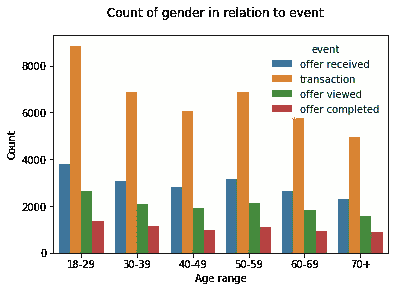 Count of gender in relation to event
event
offer received
transaction
offer viewed
offer completed
8000
6000
4000
2000
0
Count
18-29 30-39 40-49 50-59 60-69 70+
Age range